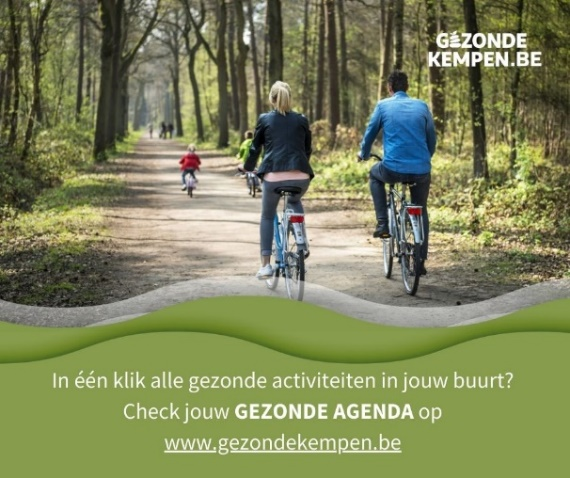 GEZONDE
KEMPEN.BE
In één klik alle gezonde activiteiten in jouw buurt?
Check jouw GEZONDE AGENDA op
www.gezondekempen.be